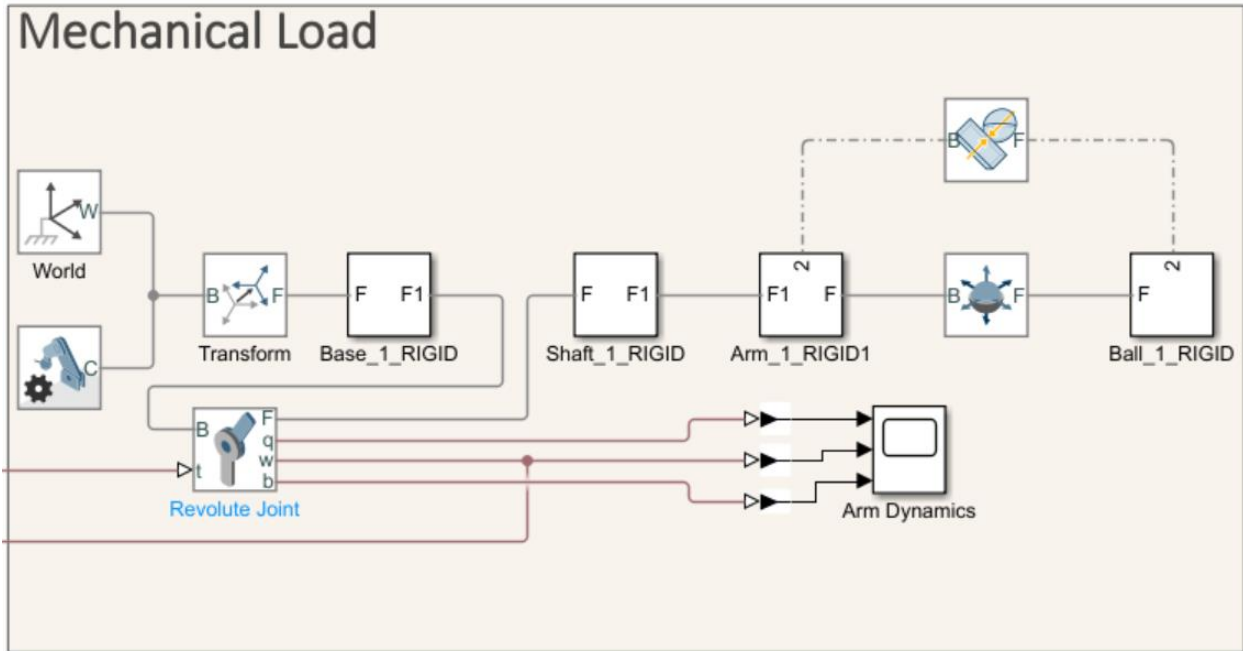 Mechanical Load
B F
W
World
B F F F1 F F1 2 F1 F B F 2 F
Transform Base_1_RIGID Shaft_1_RIGID Arm_1_RIGID1 Ball_1_RIGID
C
B F
q
t w
b
Revolute Joint Arm Dynamics